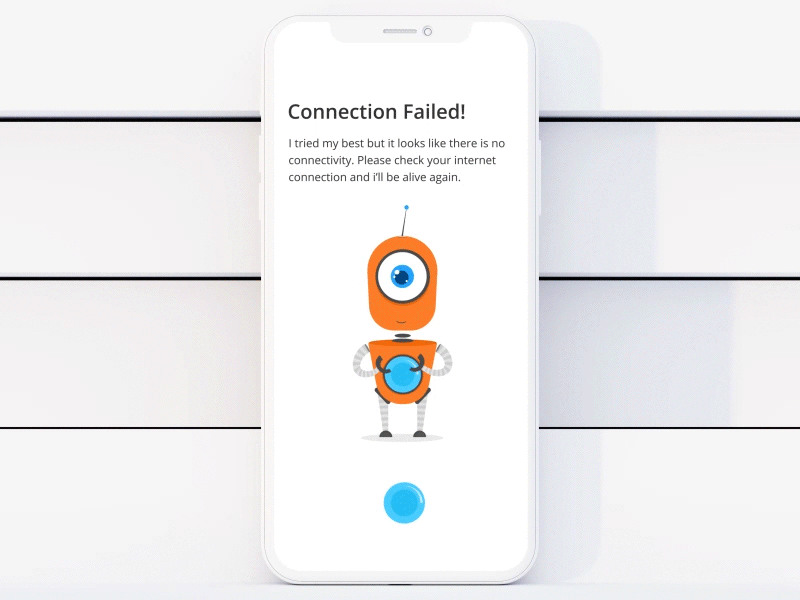 Connection Failed!
I tried my best but it looks like there is no
connectivity. Please check your internet
connection and i'll be alive again.